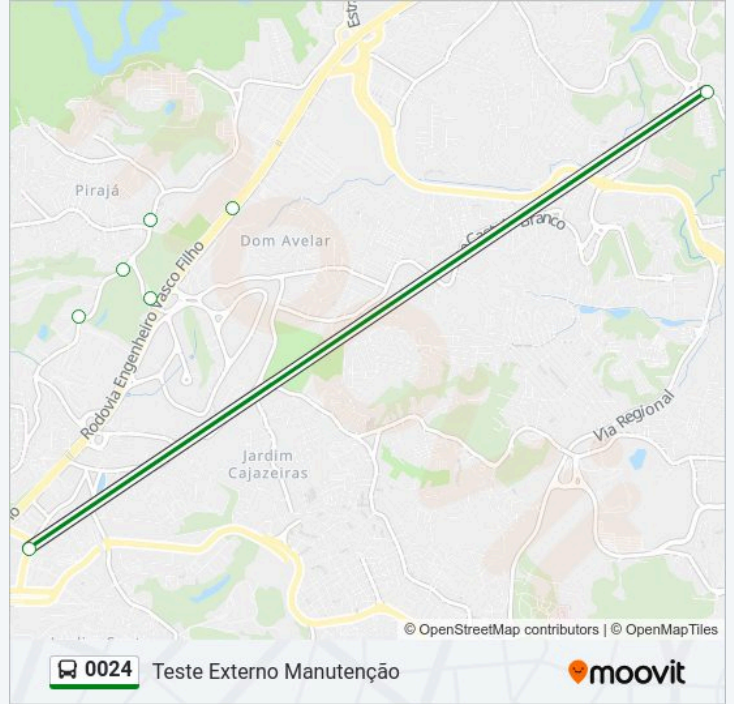 Estr
Pirajá
Dom Avelar
Castelo Branco
Rodovia Engenheiro Vasco Filho
Via Regional
Jardim
Cajazeiras
© OpenStreetMap contributors | © OpenMapTiles
0024 Teste Externo Manutenção
moovit